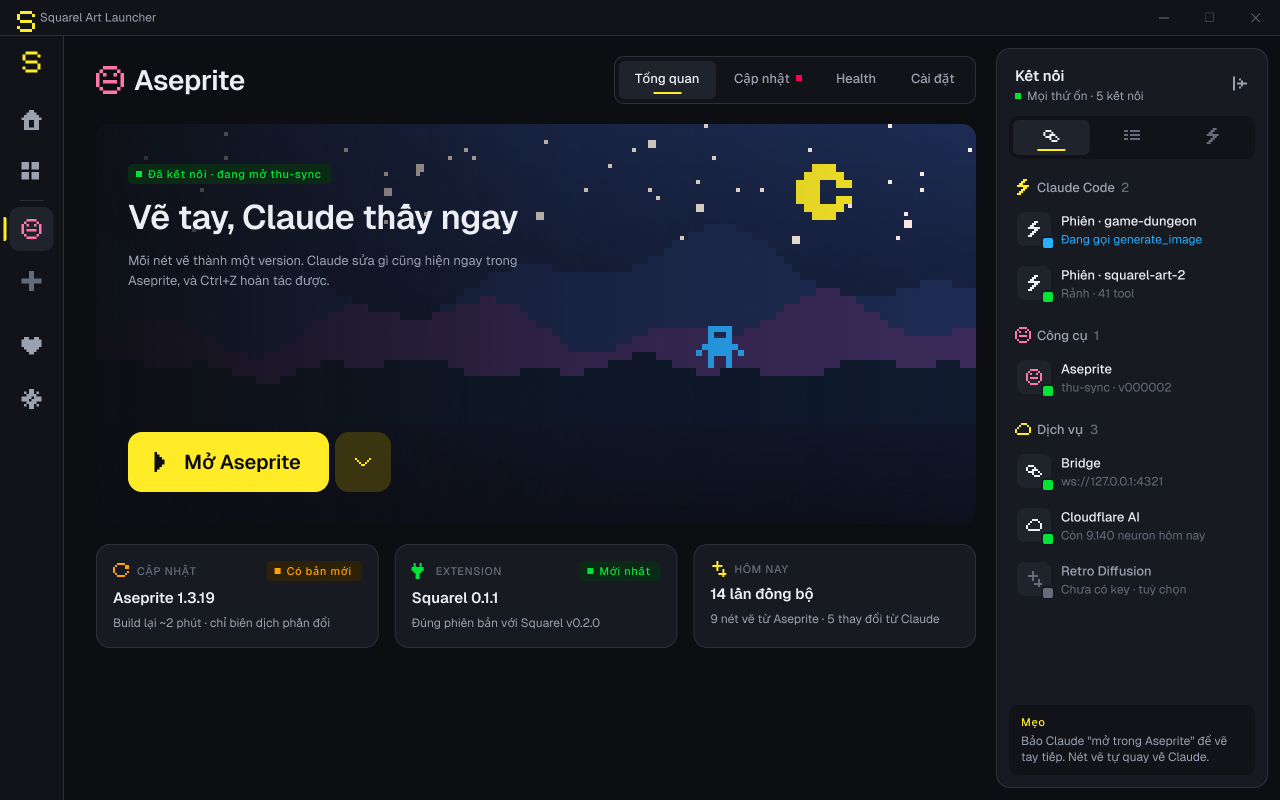 Squarel Art Launcher
Aseprite
Tổng quan
Cập nhật
Health
Cài đặt
Đã kết nối · đang mở thu-sync
Vẽ tay, Claude thấy ngay
Mỗi nét vẽ thành một version. Claude sửa gì cũng hiện ngay trong
Aseprite, và Ctrl+Z hoàn tác được.
Mở Aseprite
CẬP NHẬT
Có bản mới
Aseprite 1.3.19
Build lại ~2 phút · chỉ biên dịch phần đổi
EXTENSION
Mới nhất
Squarel 0.1.1
Đúng phiên bản với Squarel v0.2.0
HÔM NAY
14 lần đồng bộ
9 nét vẽ từ Aseprite · 5 thay đổi từ Claude
Kết nối
Mọi thứ ổn · 5 kết nối
Claude Code 2
Phiên · game-dungeon
Đang gọi generate_image
Phiên · squarel-art-2
Rảnh · 41 tool
Công cụ 1
Aseprite
thu-sync · v000002
Dịch vụ 3
Bridge
ws://127.0.0.1:4321
Cloudflare AI
Còn 9.140 neuron hôm nay
Retro Diffusion
Chưa có key · tuỳ chọn
Mẹo
Bảo Claude "mở trong Aseprite" để vẽ
tay tiếp. Nét vẽ tự quay về Claude.